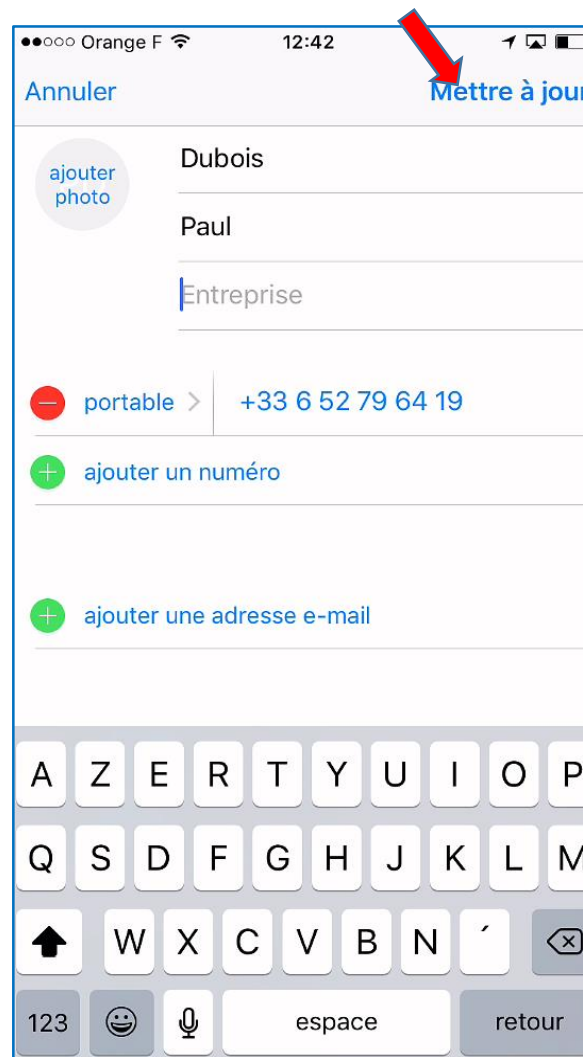 Orange F 12:42
Annuler Mettre à jour
ajouter
photo
Dubois
Paul
Entreprise
portable +33 6 52 79 64 19
ajouter un numéro
ajouter une adresse e-mail
A Z E R T Y U I O P
Q S D F G H J K L M
W X C V B N ´
123 espace retour